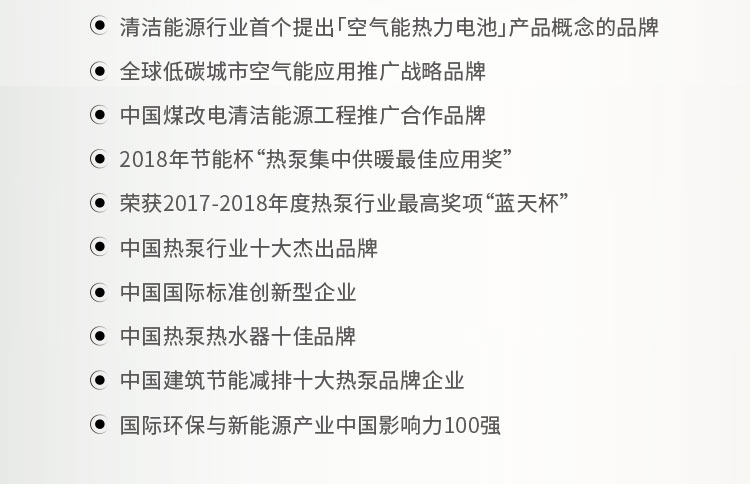 清洁能源行业首个提出「空气能热力电池」产品概念的品牌
全球低碳城市空气能应用推广战略品牌
中国煤改电清洁能源工程推广合作品牌
2018年节能杯“热泵集中供暖最佳应用奖”
荣获2017-2018年度热泵行业最高奖项“蓝天杯”
中国热泵行业十大杰出品牌
中国国际标准创新型企业
中国热泵热水器十佳品牌
中国建筑节能减排十大热泵品牌企业
国际环保与新能源产业中国影响力100强